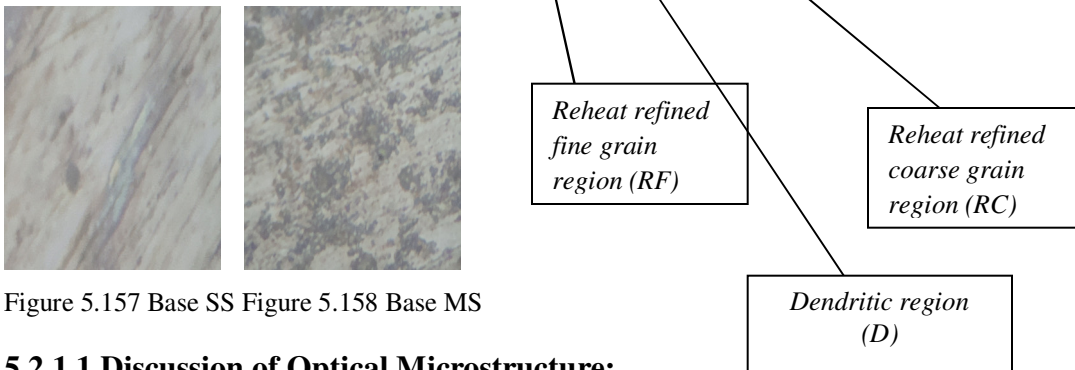 Reheat refined
fine grain
region (RF)
Reheat refined
coarse grain
region (RC)
Dendritic region
(D)
Figure 5.157 Base SS Figure 5.158 Base MS
5.2.1.1 Discussion of Optical Microstructure: